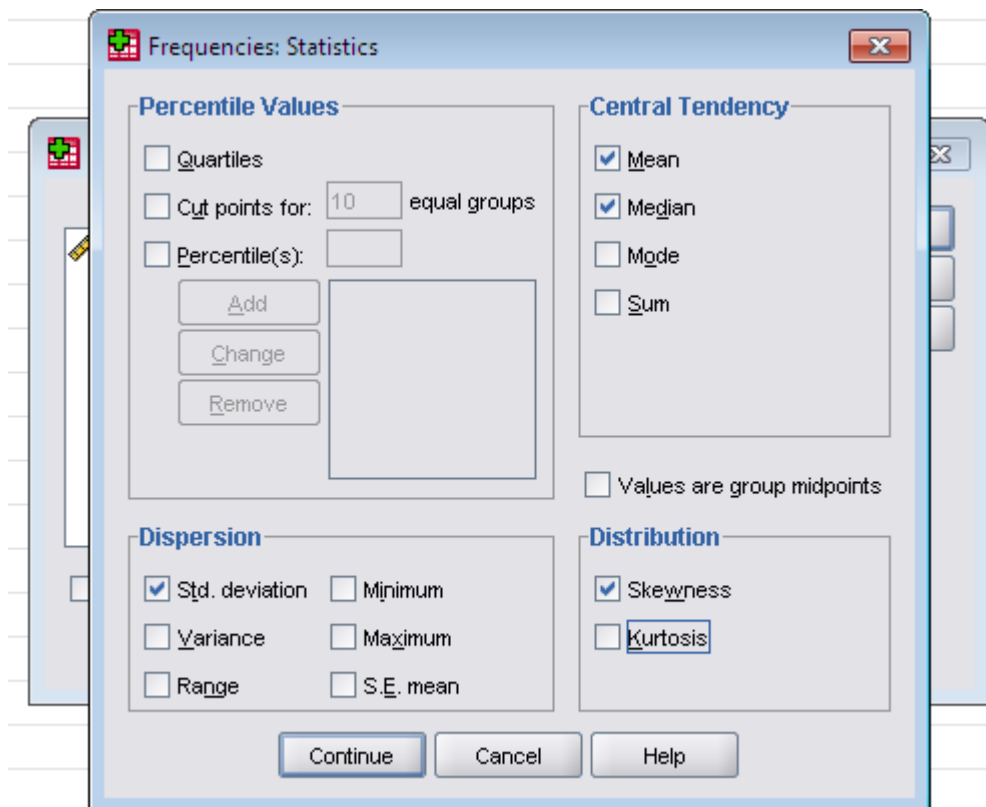 Frequencies: Statistics
Percentile Values
Quartiles
Cut points for: 10 equal groups
Percentile(s):
Add
Change
Remove
Central Tendency
Mean
Median
Mode
Sum
Values are group midpoints
Dispersion
Std. deviation Minimum
Variance Maximum
Range S.E. mean
Distribution
Skewness
Kurtosis
Continue Cancel Help